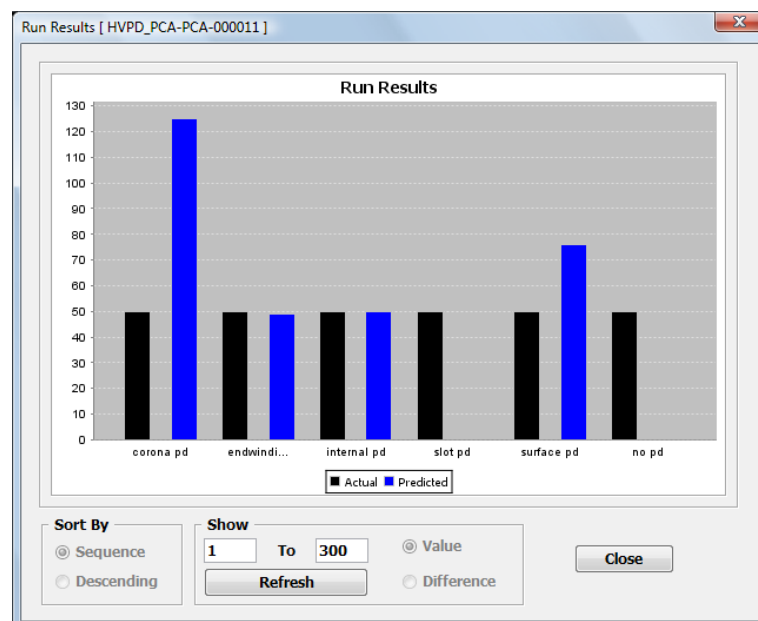 Run Results [ HVPD_PCA-PCA-000011 ]
Run Results
130
120
110
100
90
80
70
60
50
40
30
20
10
0
corona pd endwindi... internal pd slot pd surface pd no pd
Actual Predicted
Sort By
Sequence
Descending
Show
1 To 300
Refresh
Value
Difference
Close